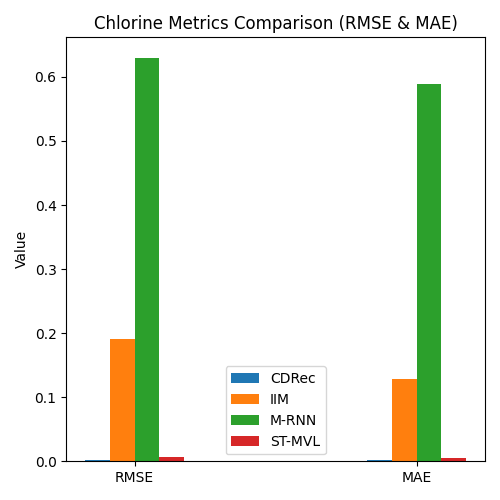 Chlorine Metrics Comparison (RMSE & MAE)
Value
0.6
0.5
0.4
0.3
0.2
0.1
0.0
CDRec
IIM
M-RNN
ST-MVL
RMSE
MAE